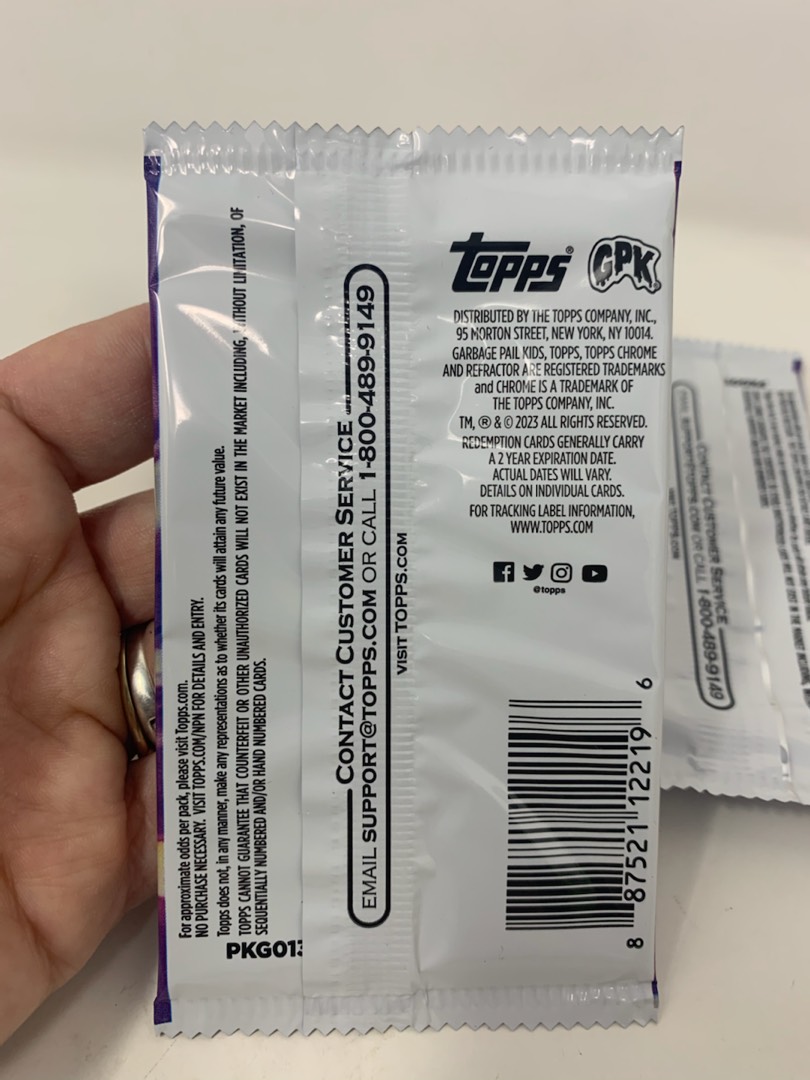 For approximate odds per pack, please visit Topps.com.
NO PURCHASE NECESSARY. VISIT TOPPS.COM/NPN FOR DETAILS AND ENTRY.
Topps does not, in any manner, make any representations as to whether its cards will attain any future value.
TOPPS CANNOT GUARANTEE THAT COUNTERFEIT OR OTHER UNAUTHORIZED CARDS WILL NOT EXIST IN THE MARKET INCLUDING, WITHOUT LIMITATION, OF
SEQUENTIALLY NUMBERED AND/OR HAND NUMBERED CARDS.
PKG013
CONTACT CUSTOMER SERVICE
EMAIL SUPPORT@TOPPS.COM OR CALL 1-800-489-9149
VISIT TOPPS.COM
Topps® GPK
DISTRIBUTED BY THE TOPPS COMPANY, INC.,
95 MORTON STREET, NEW YORK, NY 10014.
GARBAGE PAIL KIDS, TOPPS, TOPPS CHROME
AND REFRACTOR ARE REGISTERED TRADEMARKS
and CHROME IS A TRADEMARK OF
THE TOPPS COMPANY, INC.
TM, ® & © 2023 ALL RIGHTS RESERVED.
REDEMPTION CARDS GENERALLY CARRY
A 2 YEAR EXPIRATION DATE.
ACTUAL DATES WILL VARY.
DETAILS ON INDIVIDUAL CARDS.
FOR TRACKING LABEL INFORMATION,
WWW.TOPPS.COM
@topps
8 87521 12219 6
CONTACT CUSTOMER SERVICE
OR CALL 1-800-489-9149